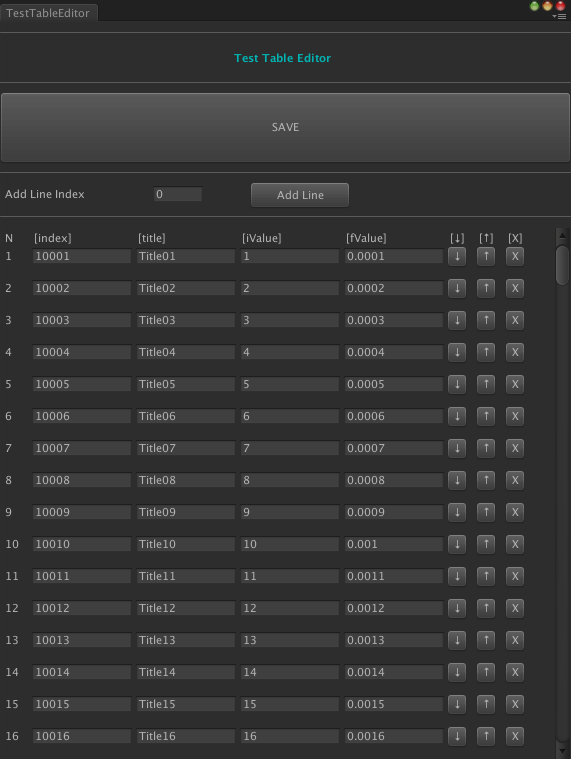 TestTableEditor
Test Table Editor
SAVE
Add Line Index 0 Add Line
N [index] [title] [iValue] [fValue] [↓] [↑] [X]
1 10001 Title01 1 0.0001 ↓ ↑ X
2 10002 Title02 2 0.0002 ↓ ↑ X
3 10003 Title03 3 0.0003 ↓ ↑ X
4 10004 Title04 4 0.0004 ↓ ↑ X
5 10005 Title05 5 0.0005 ↓ ↑ X
6 10006 Title06 6 0.0006 ↓ ↑ X
7 10007 Title07 7 0.0007 ↓ ↑ X
8 10008 Title08 8 0.0008 ↓ ↑ X
9 10009 Title09 9 0.0009 ↓ ↑ X
10 10010 Title10 10 0.001 ↓ ↑ X
11 10011 Title11 11 0.0011 ↓ ↑ X
12 10012 Title12 12 0.0012 ↓ ↑ X
13 10013 Title13 13 0.0013 ↓ ↑ X
14 10014 Title14 14 0.0014 ↓ ↑ X
15 10015 Title15 15 0.0015 ↓ ↑ X
16 10016 Title16 16 0.0016 ↓ ↑ X